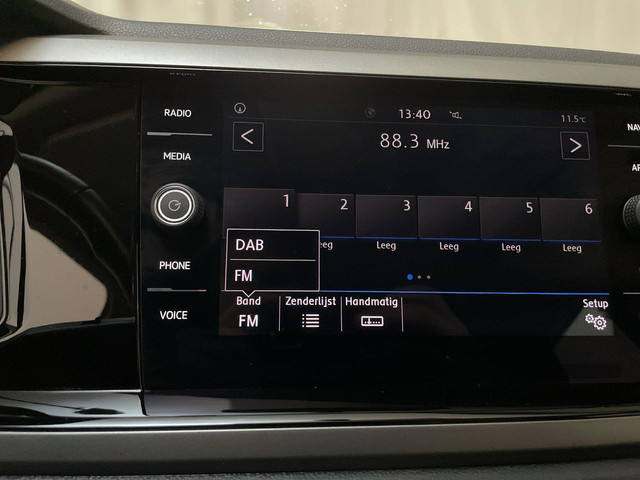 RADIO
MEDIA
PHONE
VOICE
13:40
11.5°C
88.3 MHz
1 2 3 4 5 6
Leeg Leeg Leeg Leeg
DAB
FM
Band Zenderlijst Handmatig Setup
FM